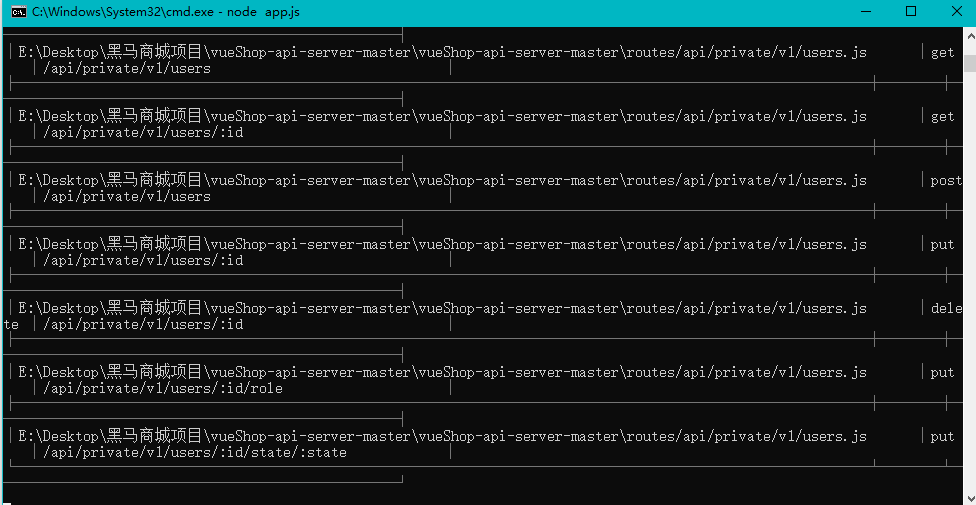 C:\Windows\System32\cmd.exe - node  app.js
E:\Desktop\黑马商城项目\vueShop-api-server-master\vueShop-api-server-master\routes/api/private/v1/users.js │ get
│ /api/private/v1/users │
E:\Desktop\黑马商城项目\vueShop-api-server-master\vueShop-api-server-master\routes/api/private/v1/users.js │ get
│ /api/private/v1/users/:id │
E:\Desktop\黑马商城项目\vueShop-api-server-master\vueShop-api-server-master\routes/api/private/v1/users.js │ post
│ /api/private/v1/users │
E:\Desktop\黑马商城项目\vueShop-api-server-master\vueShop-api-server-master\routes/api/private/v1/users.js │ put
│ /api/private/v1/users/:id │
E:\Desktop\黑马商城项目\vueShop-api-server-master\vueShop-api-server-master\routes/api/private/v1/users.js │ dele
te │ /api/private/v1/users/:id │
E:\Desktop\黑马商城项目\vueShop-api-server-master\vueShop-api-server-master\routes/api/private/v1/users.js │ put
│ /api/private/v1/users/:id/role │
E:\Desktop\黑马商城项目\vueShop-api-server-master\vueShop-api-server-master\routes/api/private/v1/users.js │ put
│ /api/private/v1/users/:id/state/:state │